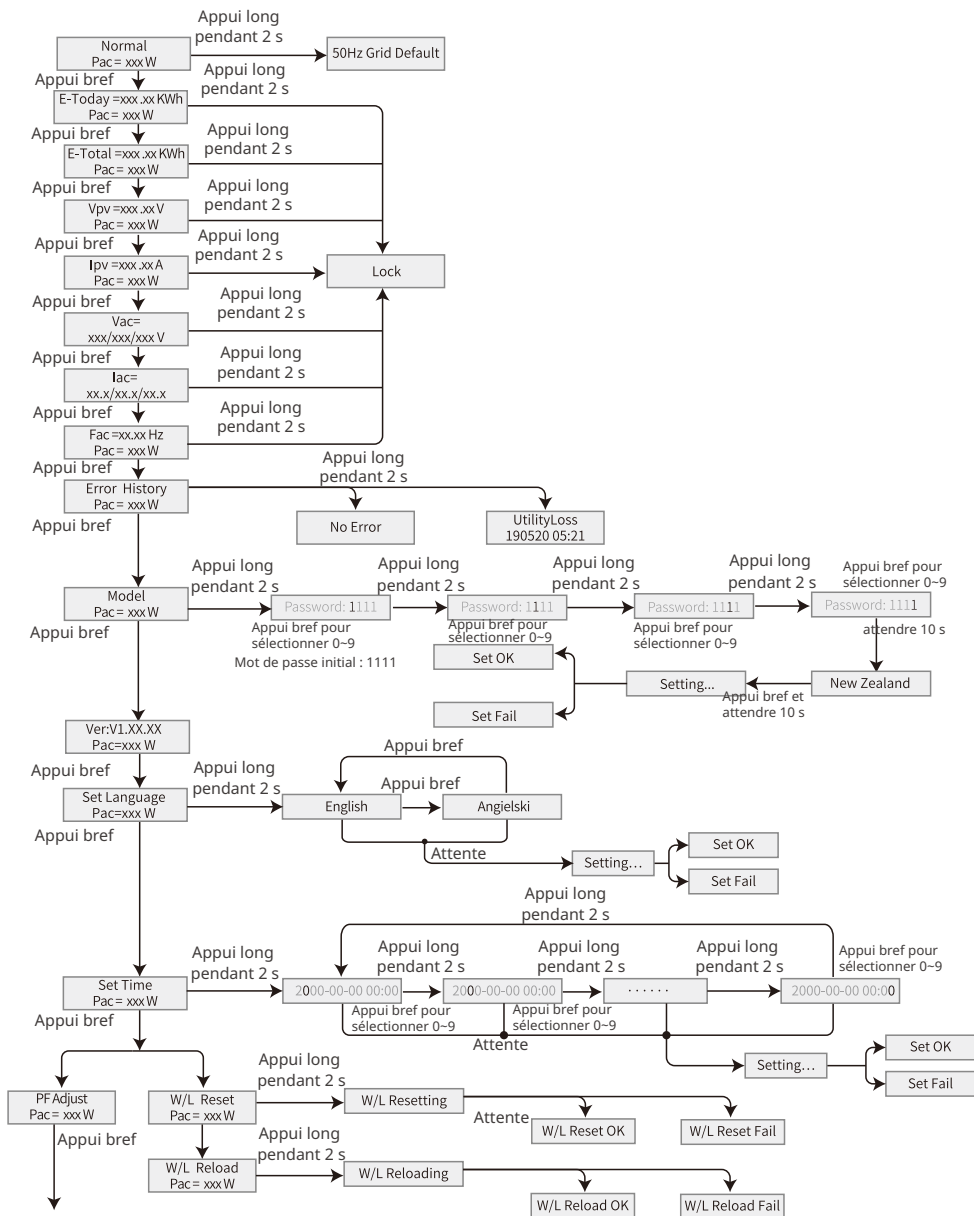 Appui long
pendant 2 s
Normal
Pac = xxx W
50Hz Grid Default
Appui bref
Appui long
pendant 2 s
E-Today =xxx .xx KWh
Pac = xxx W
Appui bref
Appui long
pendant 2 s
E-Total =xxx .xx KWh
Pac = xxx W
Appui bref
Appui long
pendant 2 s
Vpv =xxx .xx V
Pac = xxx W
Appui bref
Appui long
pendant 2 s
Ipv =xxx .xx A
Pac = xxx W
Lock
Appui bref
Appui long
pendant 2 s
Vac=
xxx/xxx/xxx V
Appui bref
Appui long
pendant 2 s
Iac=
xx.x/xx.x/xx.x
Appui bref
Appui long
pendant 2 s
Fac =xx.xx Hz
Pac = xxx W
Appui bref
Appui long
pendant 2 s
Error History
Pac = xxx W
Appui bref
No Error
UtilityLoss
190520 05:21
Appui long
pendant 2 s
Appui long
pendant 2 s
Appui long
pendant 2 s
Appui long
pendant 2 s
Appui bref pour
sélectionner 0~9
Model
Pac = xxx W
Password: 1111
Password: 1111
Password: 1111
Password: 1111
Appui bref
Appui bref pour
sélectionner 0~9
Mot de passe initial : 1111
Appui bref pour
sélectionner 0~9
Appui bref pour
sélectionner 0~9
attendre 10 s
Set OK
Setting...
New Zealand
Appui bref et
attendre 10 s
Set Fail
Ver:V1.XX.XX
Pac=xxx W
Appui bref
Appui long
pendant 2 s
Appui bref
Appui bref
Set Language
Pac=xxx W
English
Angielski
Appui bref
Attente
Setting...
Set OK
Set Fail
Appui long
pendant 2 s
Appui long
pendant 2 s
Appui long
pendant 2 s
Appui long
pendant 2 s
Appui long
pendant 2 s
Appui bref pour
sélectionner 0~9
Set Time
Pac = xxx W
2000-00-00 00:00
2000-00-00 00:00
······
2000-00-00 00:00
Appui bref
Appui bref pour
sélectionner 0~9
Appui bref pour
sélectionner 0~9
Attente
Setting...
Set OK
Set Fail
Appui long
pendant 2 s
PF Adjust
Pac = xxx W
W/L Reset
Pac = xxx W
W/L Resetting
Attente
W/L Reset OK
W/L Reset Fail
Appui bref
Appui long
pendant 2 s
W/L Reload
Pac = xxx W
W/L Reloading
W/L Reload OK
W/L Reload Fail